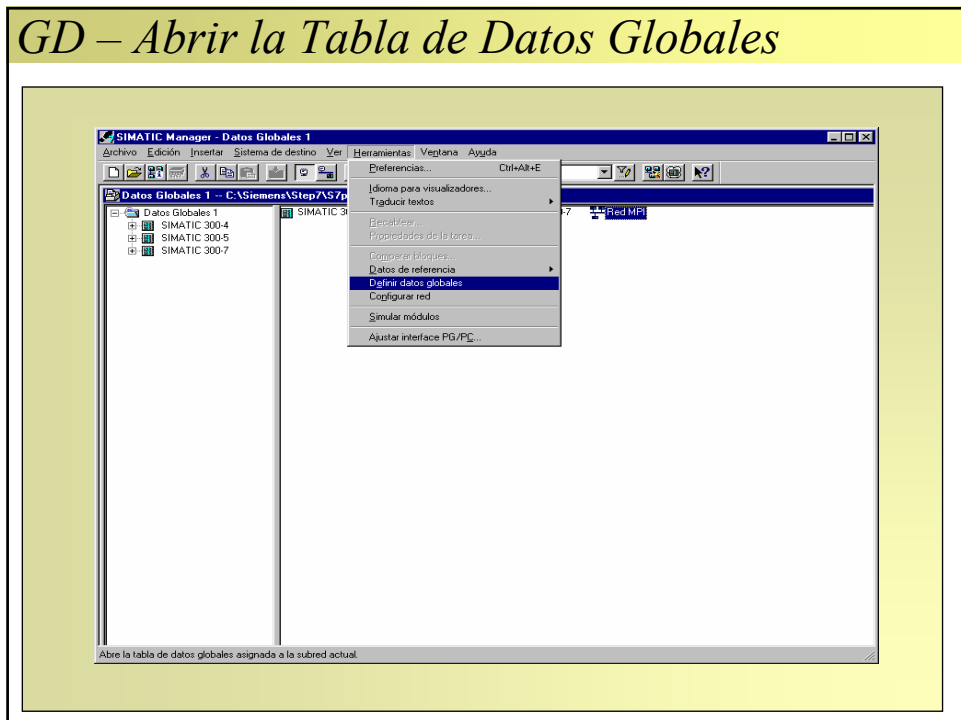 GD – Abrir la Tabla de Datos Globales
SIMATIC Manager - Datos Globales 1
Archivo Edición Insertar Sistema de destino Ver Herramientas Ventana Ayuda
Datos Globales 1 -- C:\Siemens\Step7\S7p
Datos Globales 1
SIMATIC 300-4
SIMATIC 300-5
SIMATIC 300-7
SIMATIC 3
-7
Red MPI
Preferencias... Ctrl+Alt+E
Idioma para visualizadores...
Traducir textos
Recablear...
Propiedades de la tarea...
Comparar bloques...
Datos de referencia
Definir datos globales
Configurar red
Simular módulos
Ajustar interface PG/PC...
Abre la tabla de datos globales asignada a la subred actual.